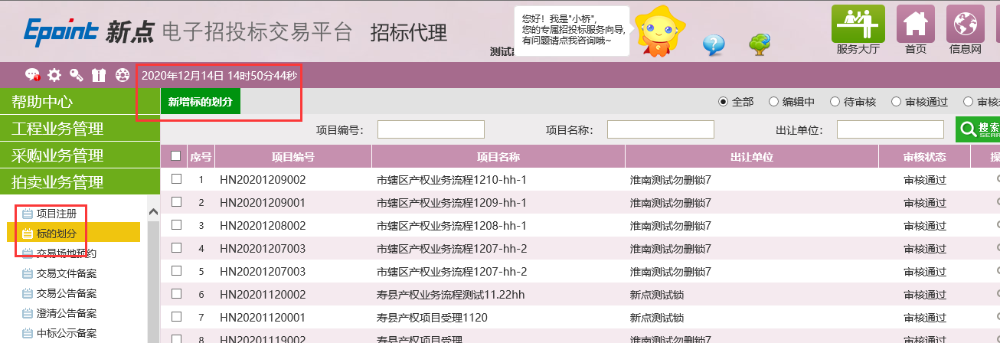 Epoint 新点 电子招投标交易平台 招标代理
您好！我是"小桥",
您的专属招投标服务向导,
有问题请点我咨询哦~
服务大厅 首页 信息网
2020年12月14日 14时50分44秒
新增标的划分 全部 编辑中 待审核 审核通过
项目编号: 项目名称: 出让单位: 搜索
帮助中心
工程业务管理
采购业务管理
拍卖业务管理
项目注册
标的划分
交易场地预约
交易文件备案
交易公告备案
澄清公告备案
中标公示备案
序号 项目编号 项目名称 出让单位 审核状态
1 HN20201209002 市辖区产权业务流程1210-hh-1 淮南测试勿删锁7 审核通过
2 HN20201209001 市辖区产权业务流程1209-hh-1 淮南测试勿删锁7 审核通过
3 HN20201208002 市辖区产权业务流程1208-hh-1 淮南测试勿删锁7 审核通过
4 HN20201207003 市辖区产权业务流程1207-hh-2 淮南测试勿删锁7 审核通过
5 HN20201207003 市辖区产权业务流程1207-hh-2 淮南测试勿删锁7 审核通过
6 HN20201120002 寿县产权业务流程测试11.22hh 新点测试锁 审核通过
7 HN20201120001 寿县产权项目受理1120 新点测试锁 审核通过
8 HN20201119002 寿县产权项目受理 淮南测试勿删锁7 审核通过